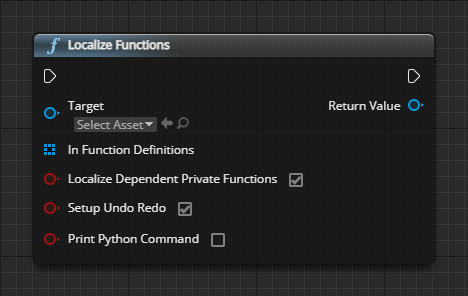 Localize Functions
Target
Return Value
Select Asset
In Function Definitions
Localize Dependent Private Functions
Setup Undo Redo
Print Python Command